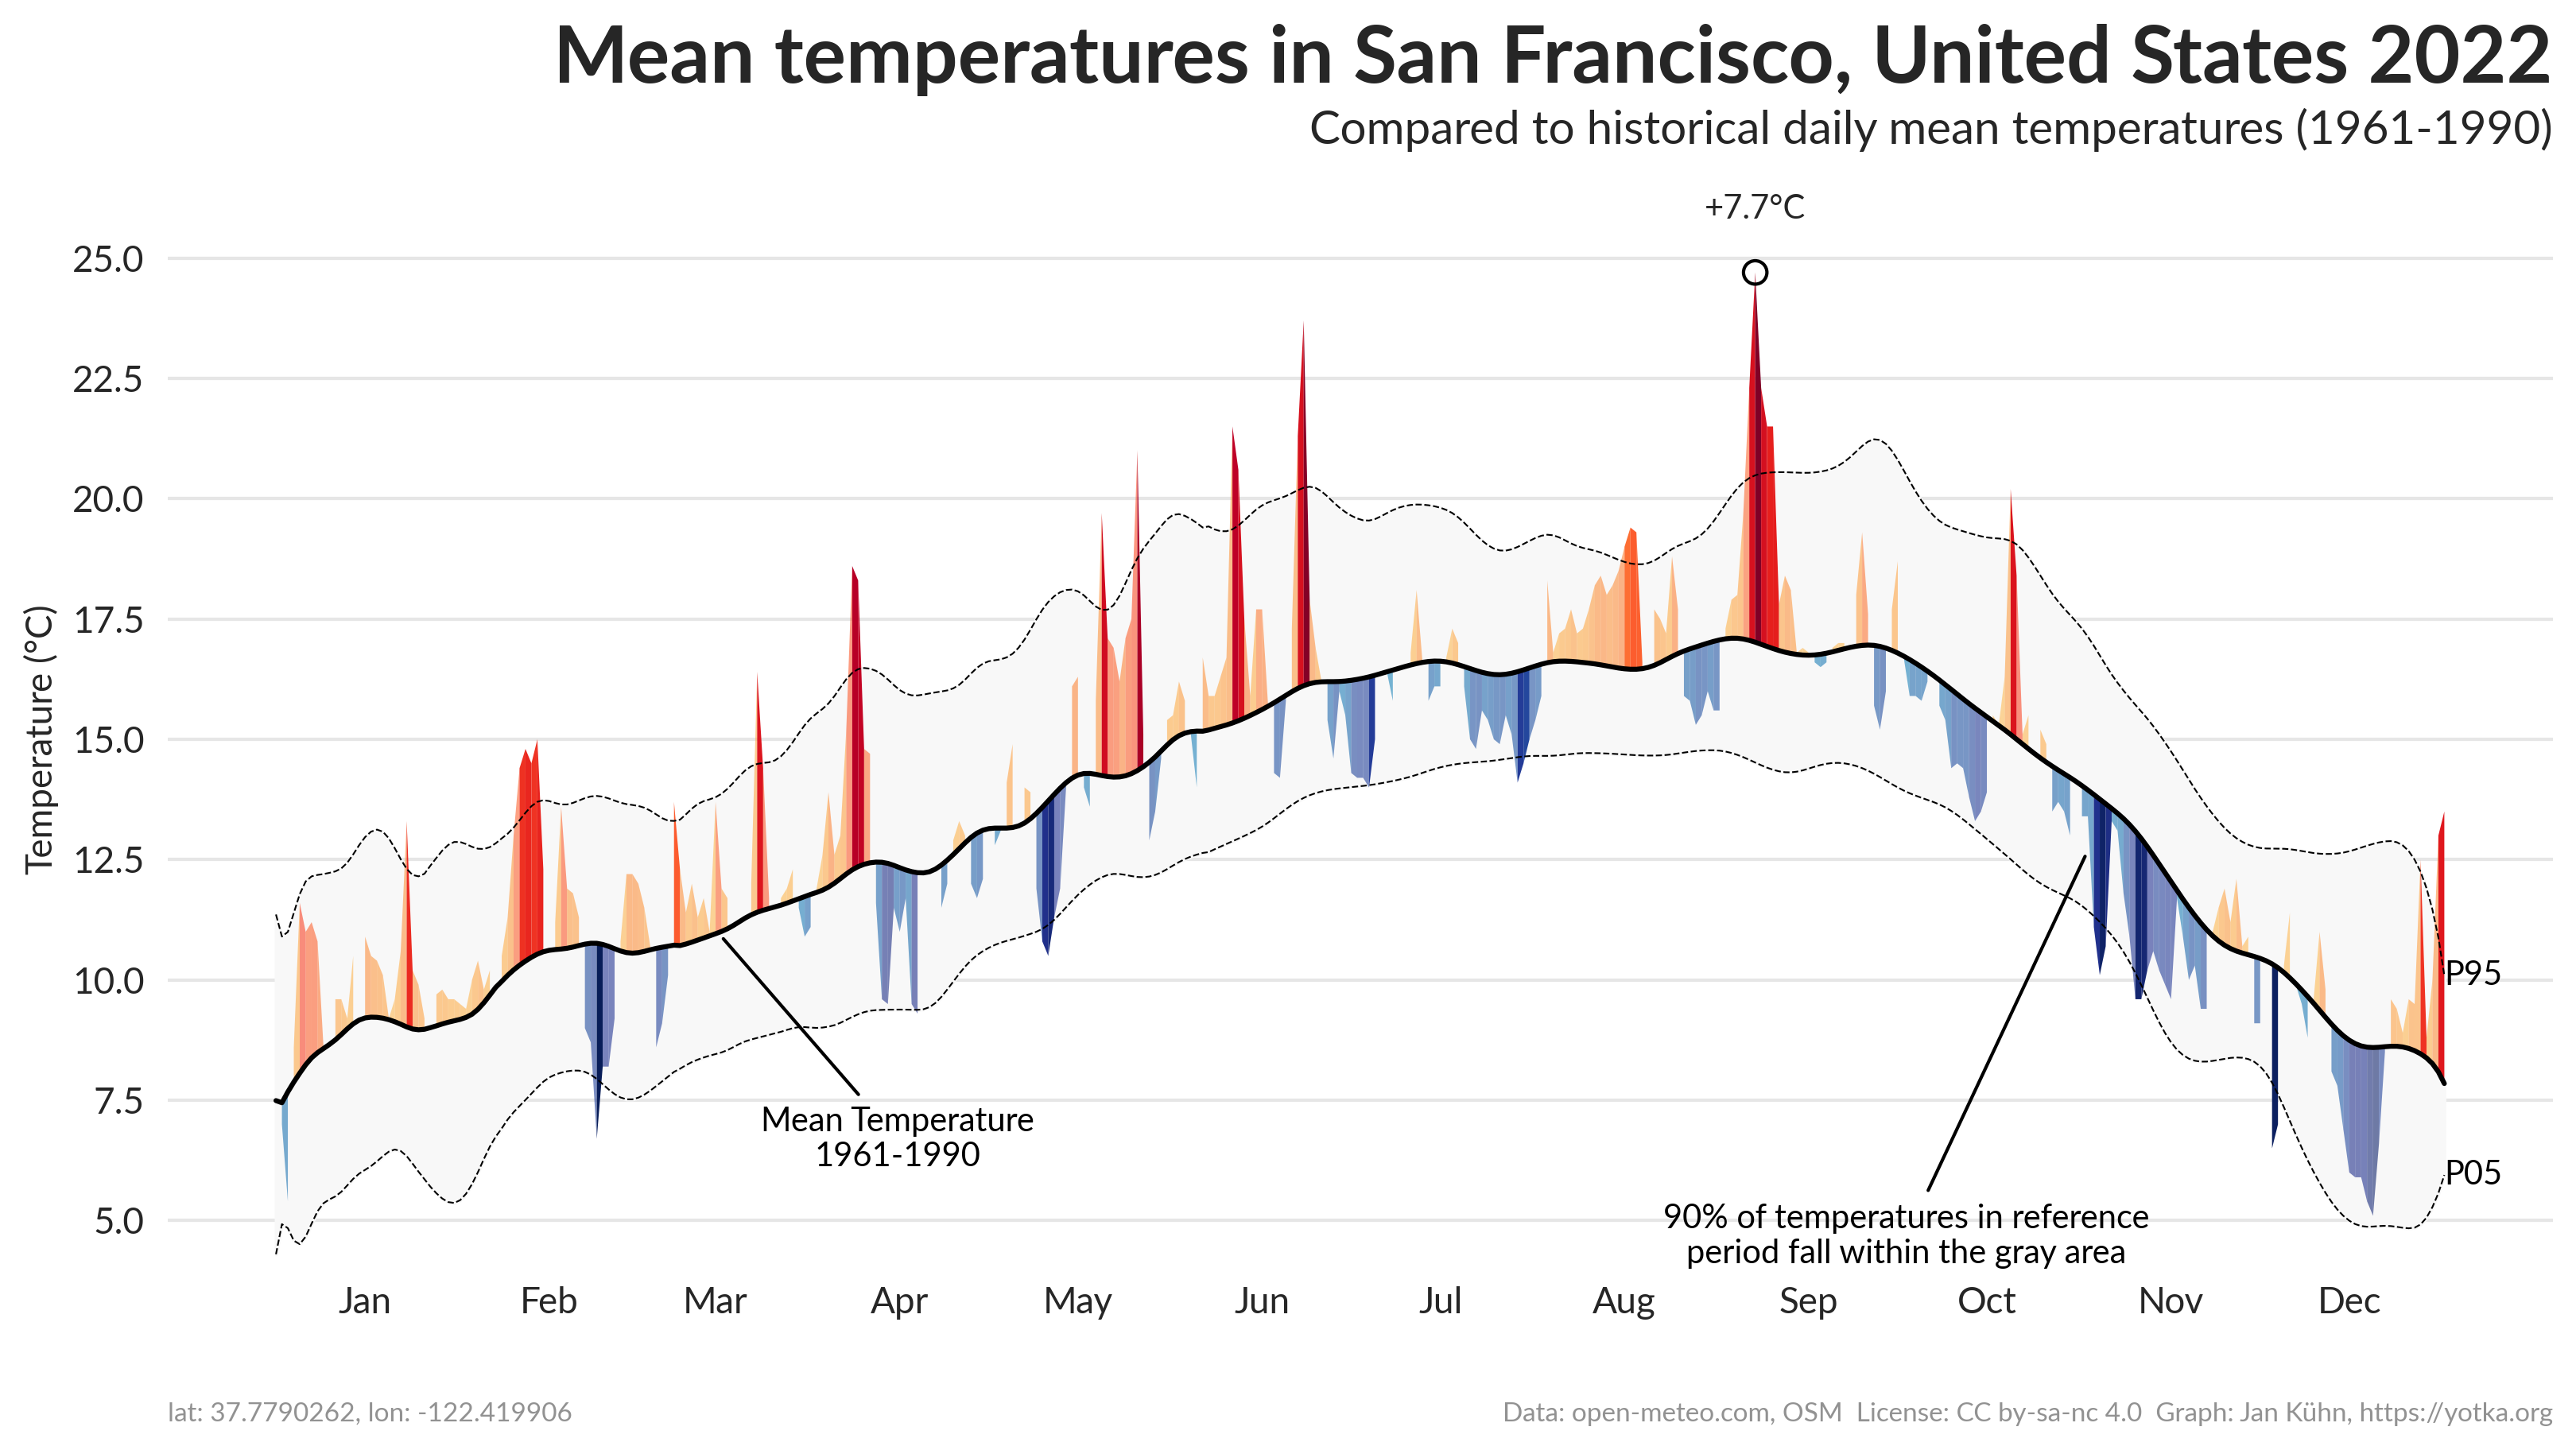 Mean temperatures in San Francisco, United States 2022
Compared to historical daily mean temperatures (1961-1990)
+7.7°C
25.0
22.5
20.0
17.5
15.0
12.5
10.0
7.5
5.0
Temperature (°C)
P95
P05
Mean Temperature
1961-1990
90% of temperatures in reference
period fall within the gray area
Jan Feb Mar Apr May Jun Jul Aug Sep Oct Nov Dec
lat: 37.7790262, lon: -122.419906
Data: open-meteo.com, OSM  License: CC by-sa-nc 4.0  Graph: Jan Kühn, https://yotka.org